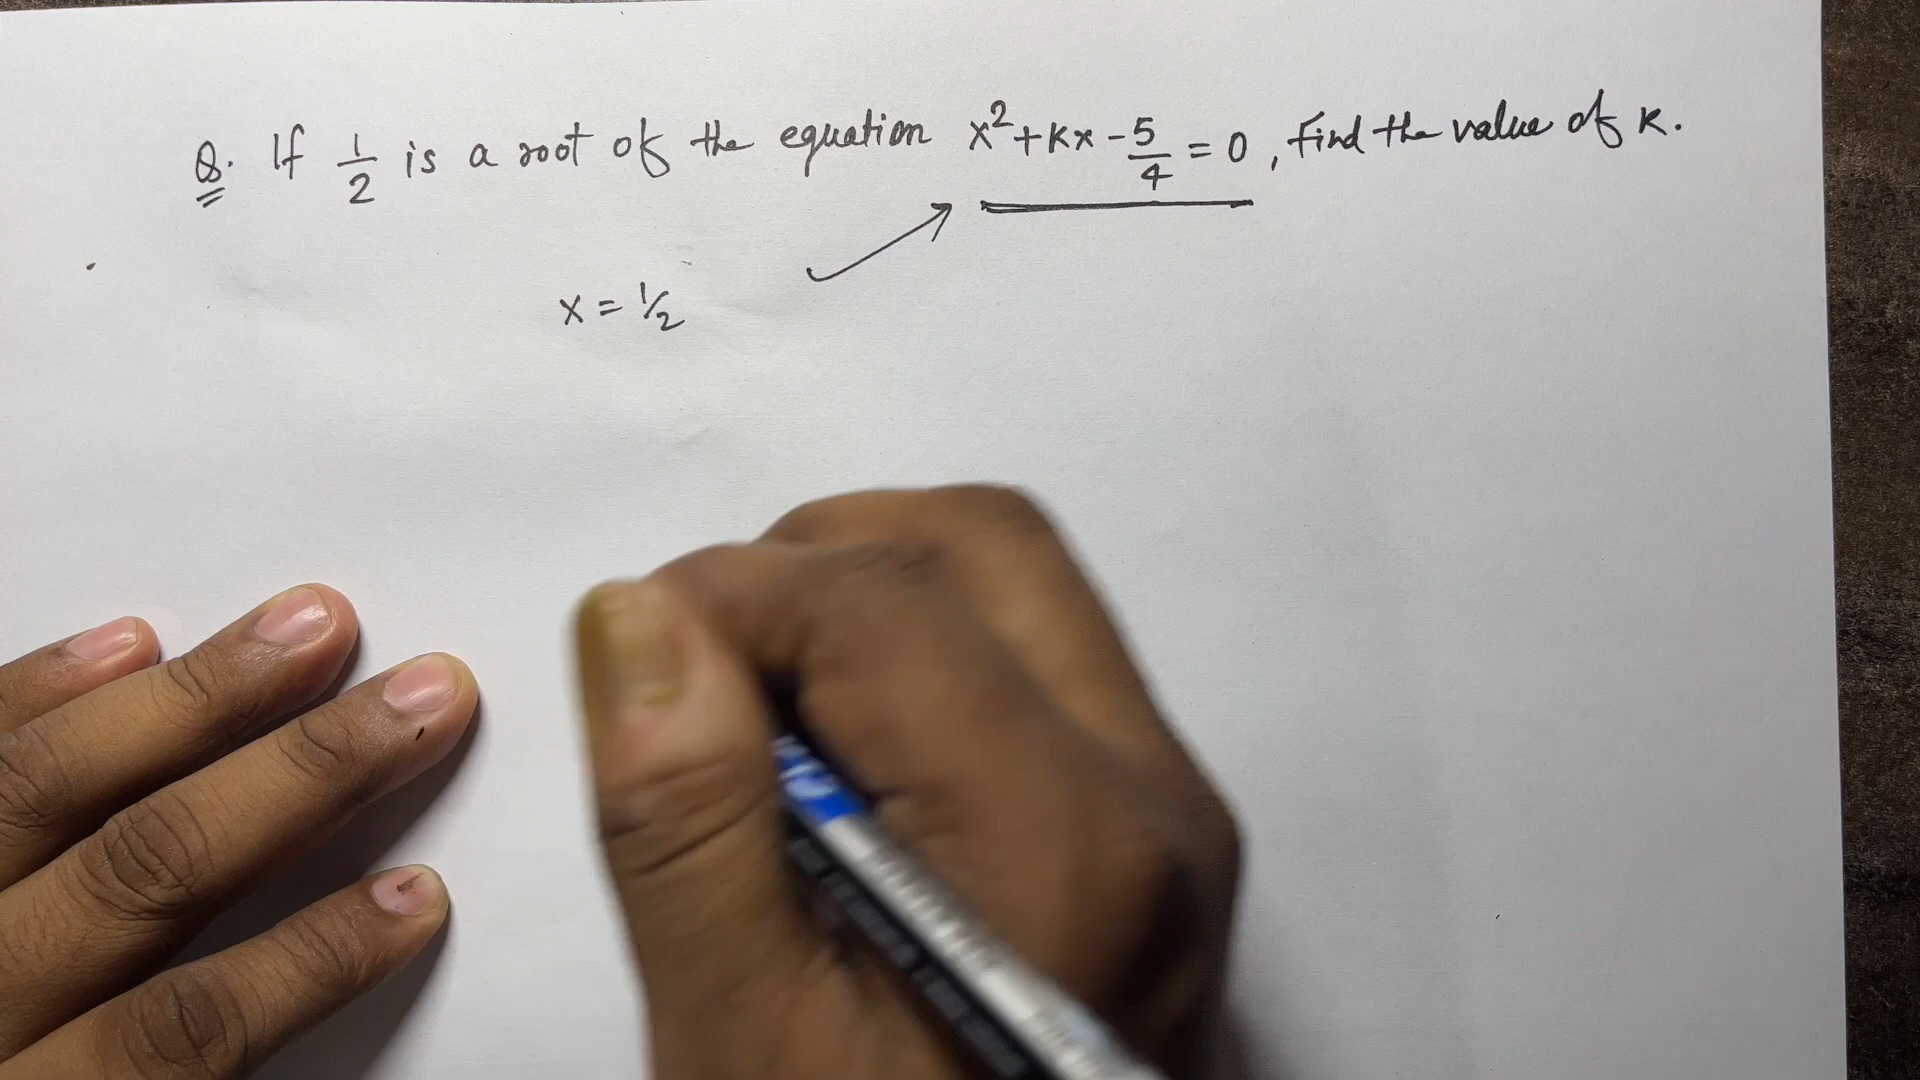 Q. If 1/2 is a root of the equation x²+kx-5/4=0, find the value of k.
x = 1/2